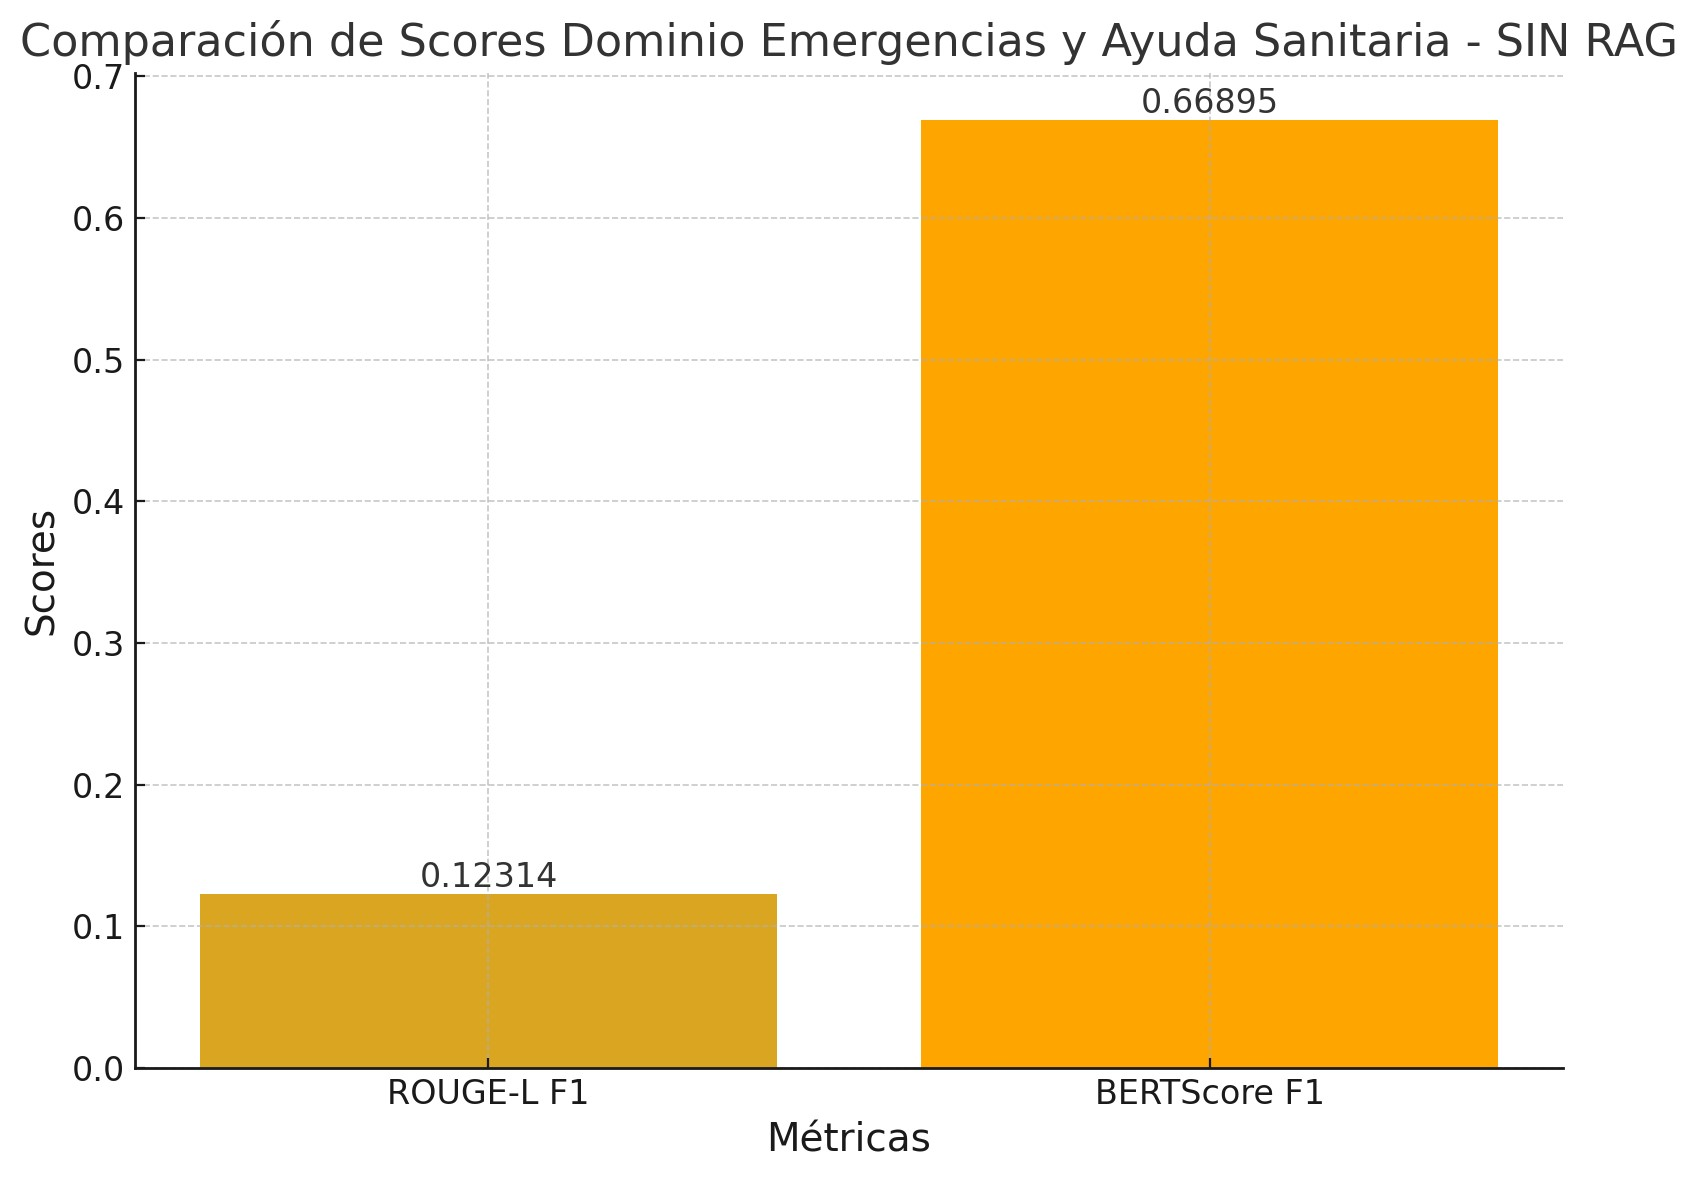 Comparación de Scores Dominio Emergencias y Ayuda Sanitaria - SIN RAG
0.7
0.66895
0.6
0.5
0.4
Scores
0.3
0.2
0.12314
0.1
0.0
ROUGE-L F1
BERTScore F1
Métricas